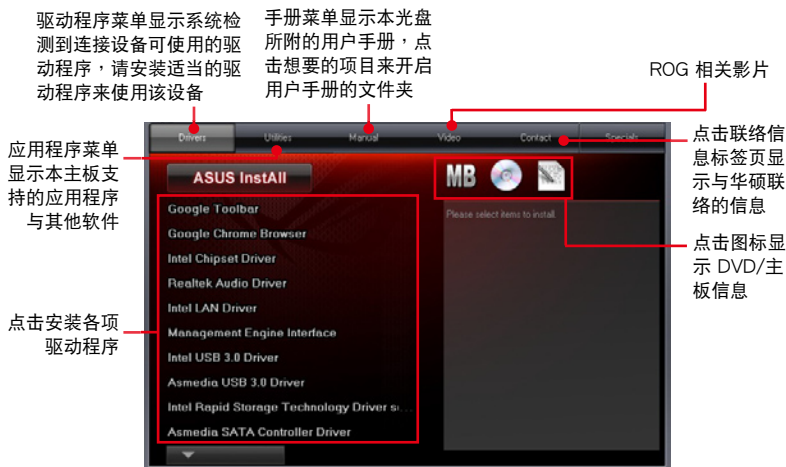 驱动程序菜单显示系统检
测到连接设备可使用的驱
动程序，请安装适当的驱
动程序来使用该设备
手册菜单显示本光盘
所附的用户手册，点
击想要的项目来开启
用户手册的文件夹
ROG 相关影片
Drivers
Utilities
Manual
Video
Contact
Specials
应用程序菜单
显示本主板支
持的应用程序
与其他软件
点击联络信
息标签页显
示与华硕联
络的信息
ASUS InstAll
MB
Google Toolbar
Google Chrome Browser
Intel Chipset Driver
Realtek Audio Driver
Intel LAN Driver
Management Engine Interface
Intel USB 3.0 Driver
Asmedia USB 3.0 Driver
Intel Rapid Storage Technology Driver s...
Asmedia SATA Controller Driver
Please select items to install.
点击图标显
示 DVD/主
板信息
点击安装各项
驱动程序